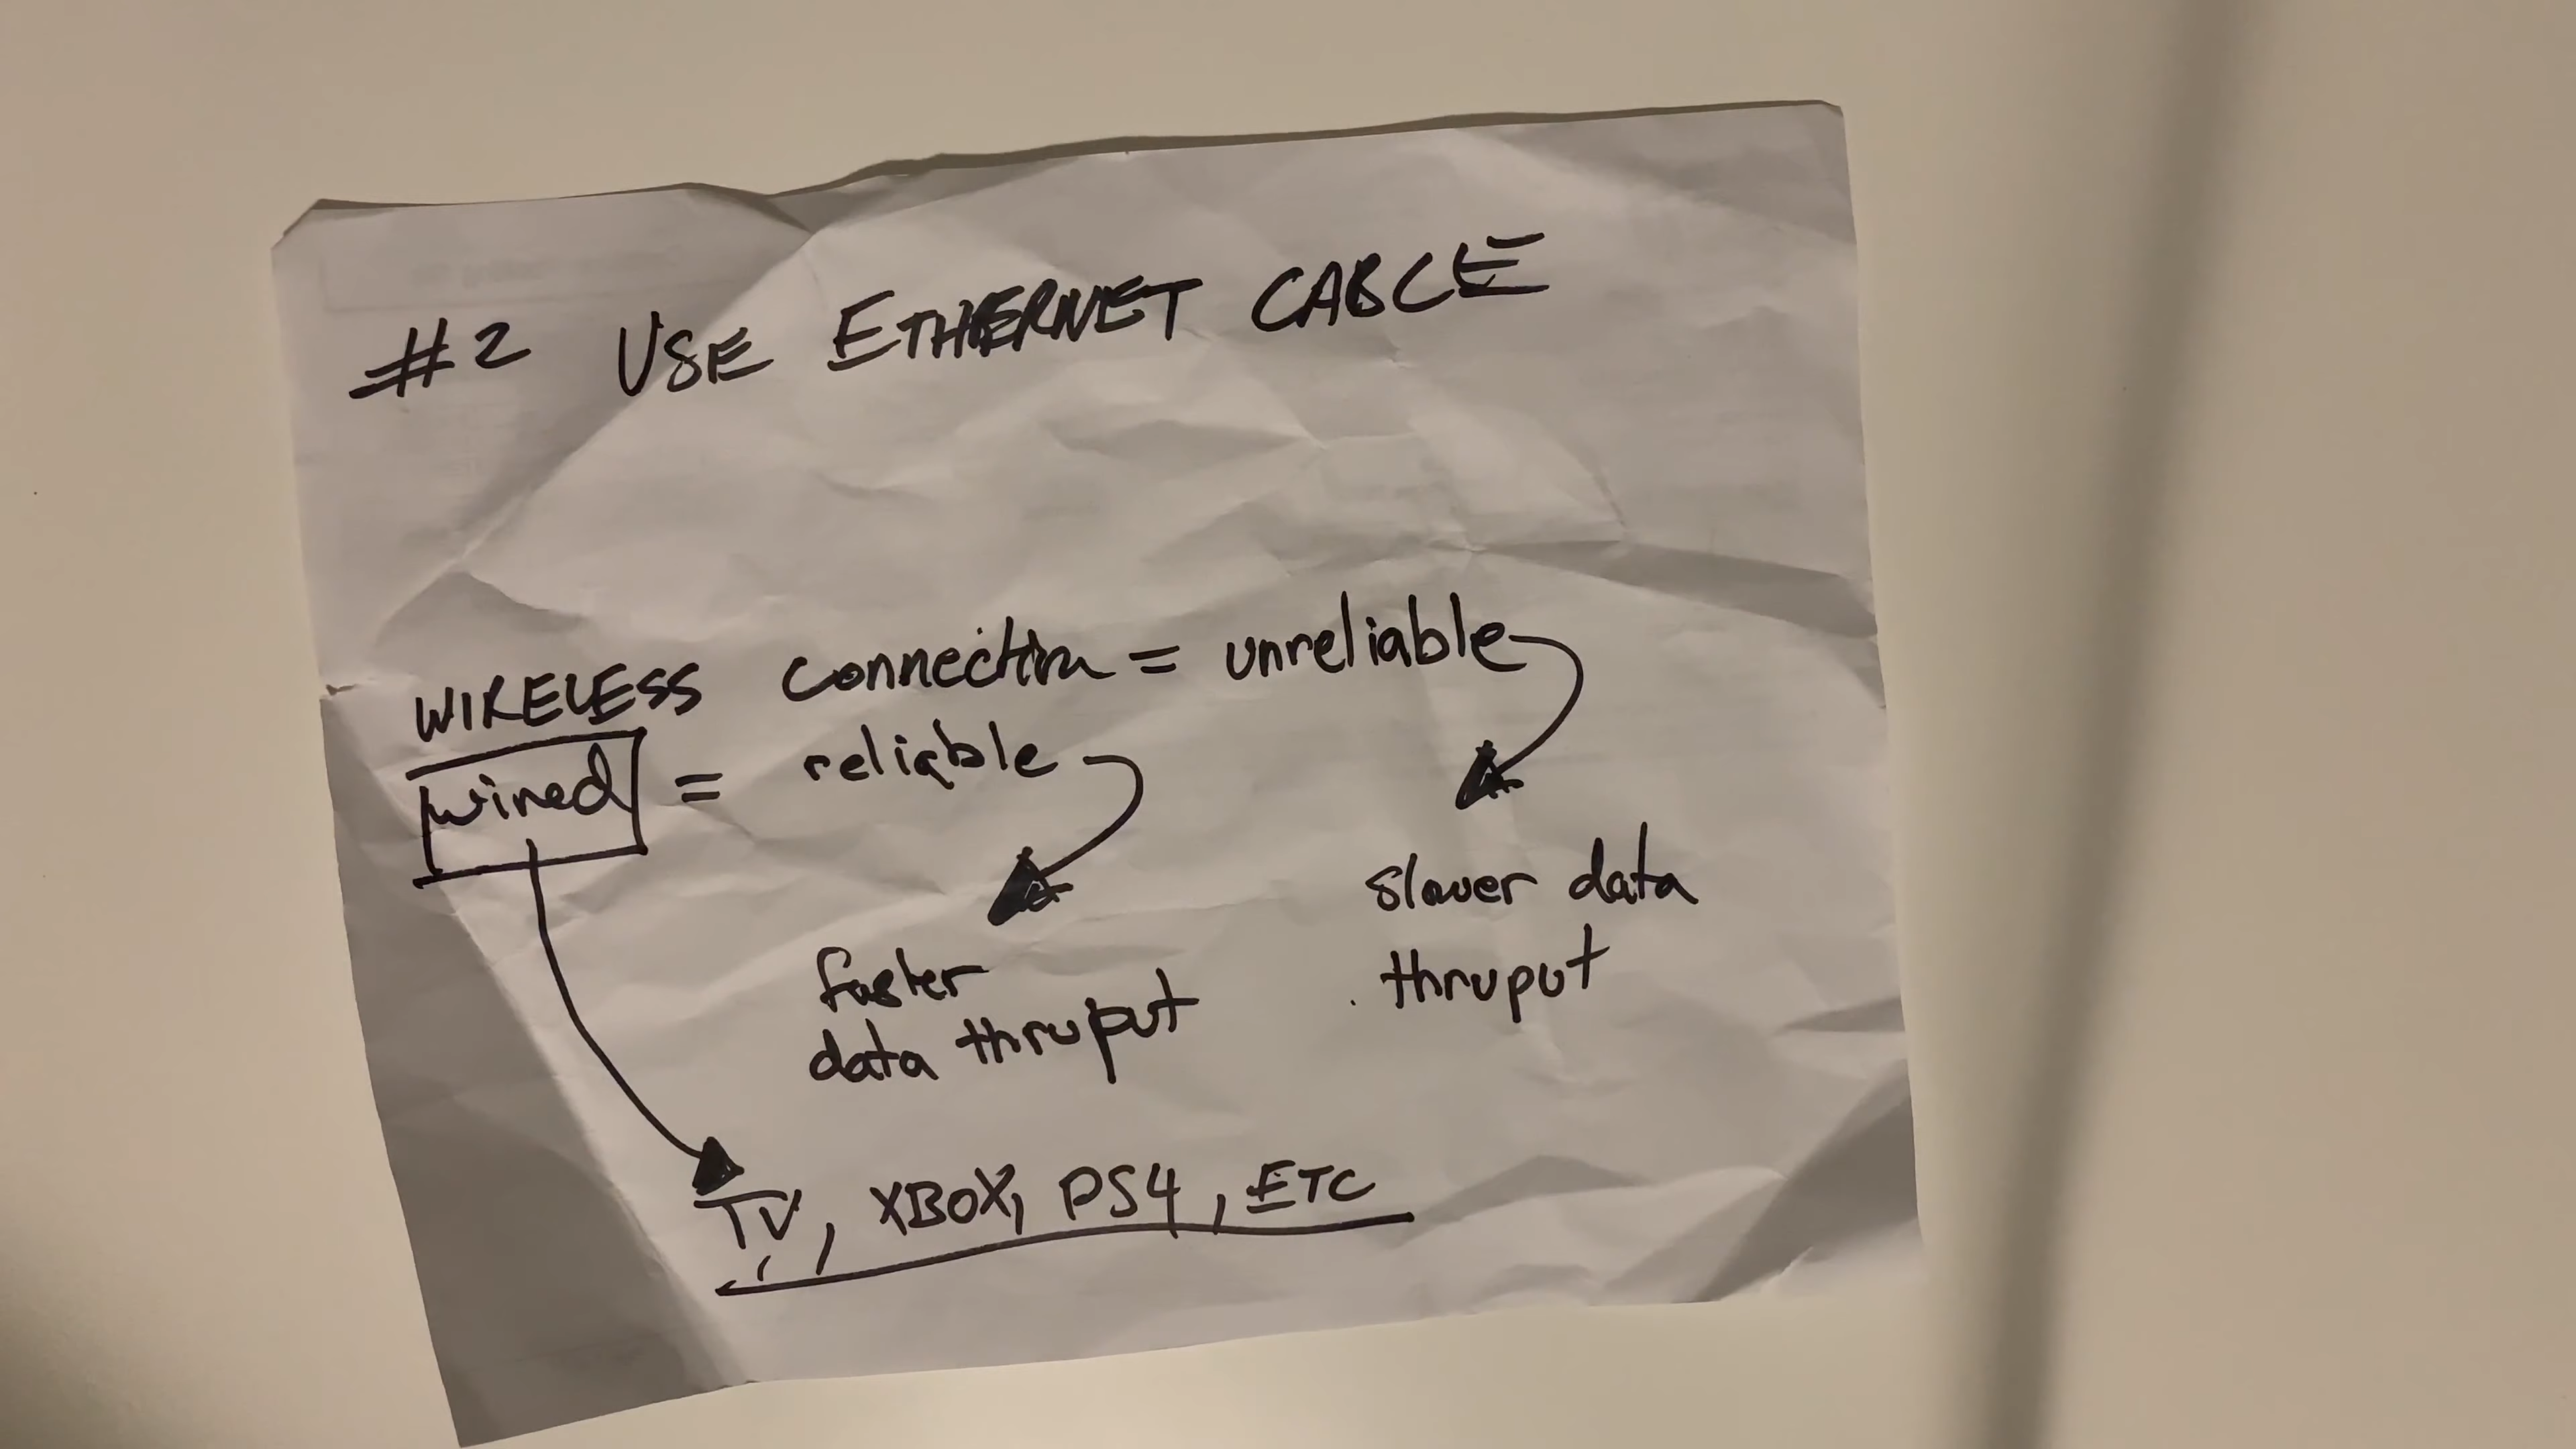 #2 USE ETHERNET CABLE
WIRELESS connection = unreliable
wired = reliable
slower data
thruput
faster
data thruput
TV, XBOX, PS4, ETC